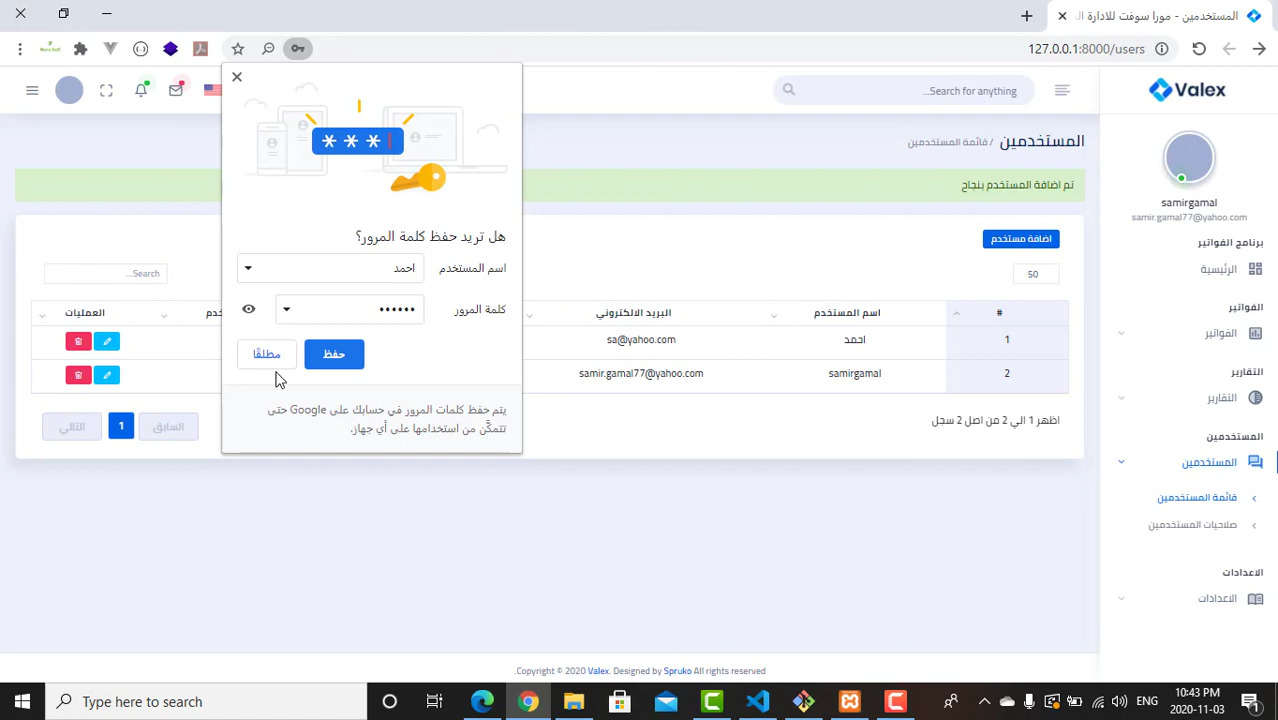 المستخدمين - مورا سوفت للادارة ال
127.0.0.1:8000/users
Valex
Search for anything...
samirgamal
samir.gamal77@yahoo.com
برنامج الفواتير
الرئيسية
الفواتير
الفواتير
التقارير
التقارير
المستخدمين
المستخدمين
قائمة المستخدمين
صلاحيات المستخدمين
الاعدادات
الاعدادات
المستخدمين / قائمة المستخدمين
تم اضافة المستخدم بنجاح
اضافة مستخدم
50
Search...
# اسم المستخدم البريد الالكتروني خدم العمليات
1 احمد sa@yahoo.com
2 samirgamal samir.gamal77@yahoo.com
اظهر 1 الي 2 من اصل 2 سجل
السابق 1 التالي
هل تريد حفظ كلمة المرور؟
اسم المستخدم احمد
كلمة المرور ••••••
حفظ مطلقًا
يتم حفظ كلمات المرور في حسابك على Google حتى
تتمكّن من استخدامها على أي جهاز.
Copyright © 2020 Valex. Designed by Spruko All rights reserved.
Type here to search
ENG
10:43 PM
2020-11-03
1